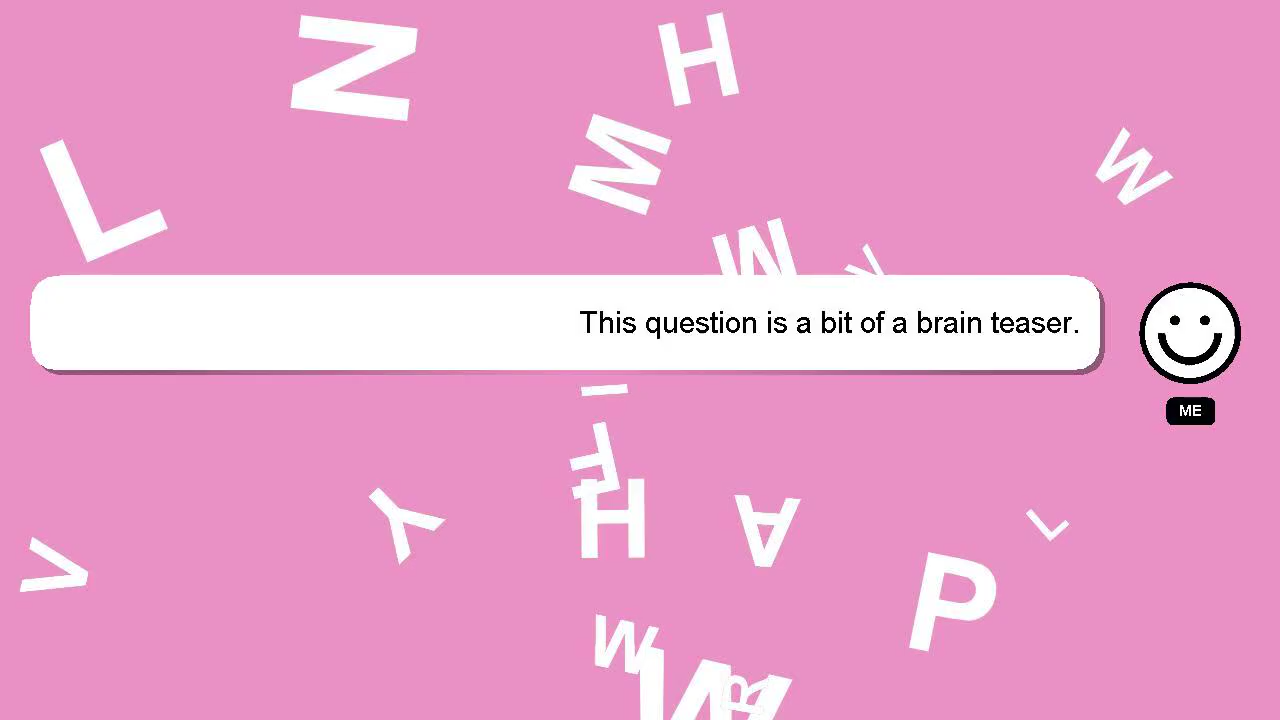 Z
H
M
W
L
W
V
This question is a bit of a brain teaser.
ME
I
F
H
A
Y
L
V
P
W
W
R